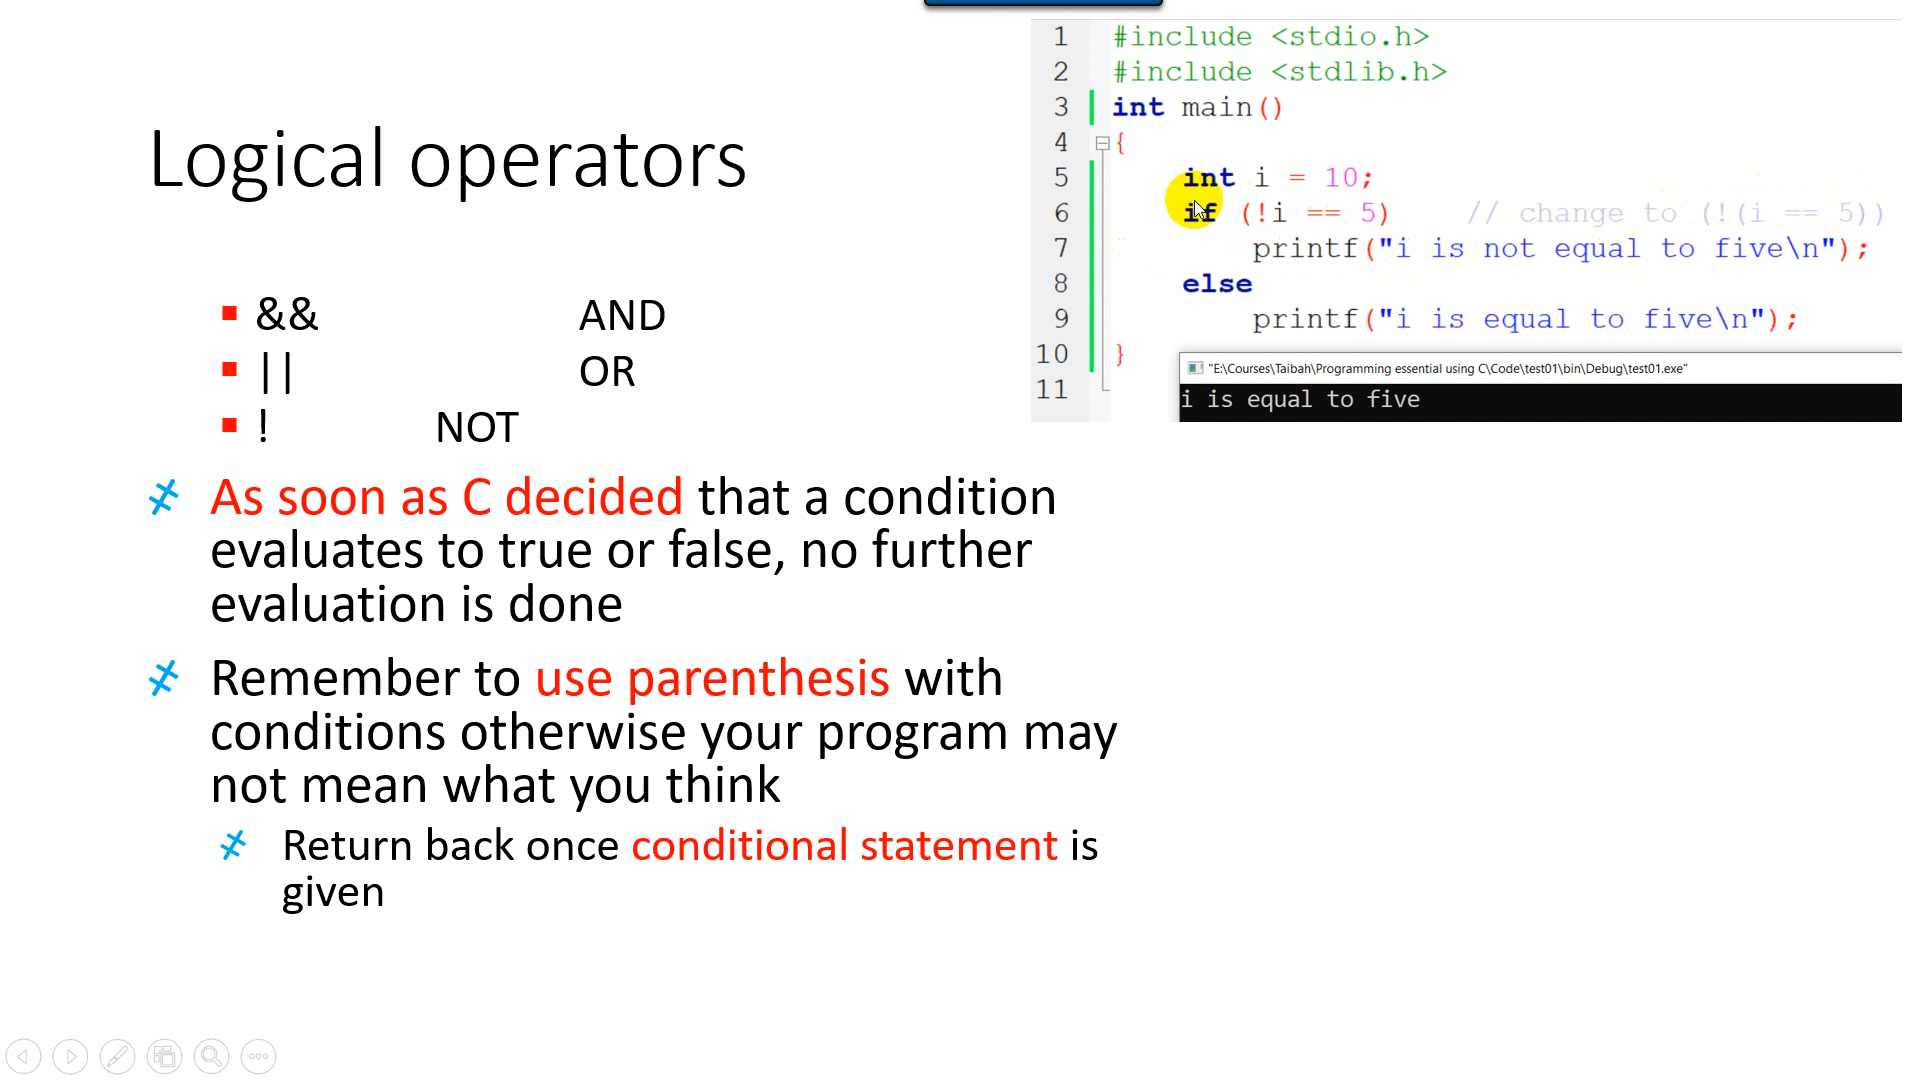 Logical operators
&& AND
|| OR
! NOT
As soon as C decided that a condition
evaluates to true or false, no further
evaluation is done
Remember to use parenthesis with
conditions otherwise your program may
not mean what you think
Return back once conditional statement is
given
1 #include <stdio.h>
2 #include <stdlib.h>
3 int main()
4 {
5 int i = 10;
6 if (!i == 5) // change to (!(i == 5))
7 printf("i is not equal to five\n");
8 else
9 printf("i is equal to five\n");
10 }
11
"E:\Courses\Taibah\Programming essential using C\Code\test01\bin\Debug\test01.exe"
i is equal to five